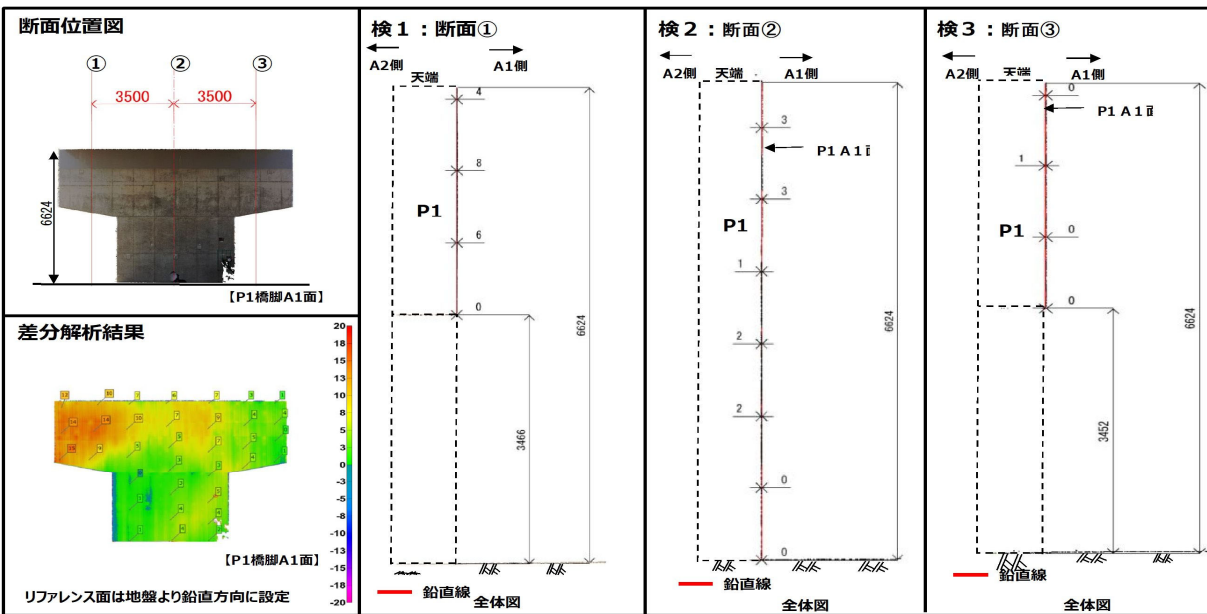 断面位置図
① ② ③
3500 3500
6624
【P1橋脚A1面】
差分解析結果
20
18
15
13
10
8
5
3
0
-3
-5
-8
-10
-13
-15
-18
-20
【P1橋脚A1面】
リファレンス面は地盤より鉛直方向に設定
検1：断面①
A2側 A1側
天端
4
8
P1
6
0
6624
3466
鉛直線
全体図
検2：断面②
A2側 A1側
天端
3
P1 A1
3
P1
1
2
2
0
0
6624
鉛直線
全体図
検3：断面③
A2側 A1側
天端
0
P1 A1
1
P1
0
0
6624
3452
鉛直線
全体図